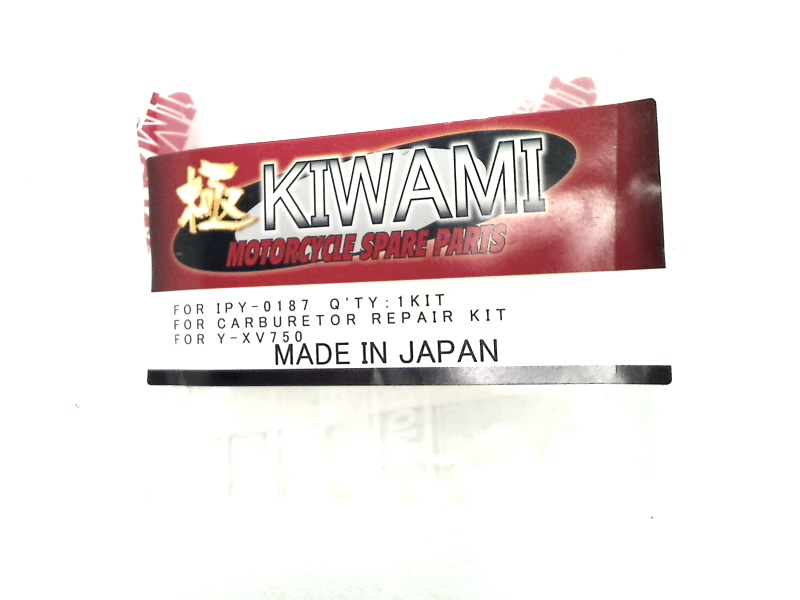 極 KIWAMI
MOTORCYCLE SPARE PARTS
FOR IPY-0187 Q'TY:1KIT
FOR CARBURETOR REPAIR KIT
FOR Y-XV750
MADE IN JAPAN